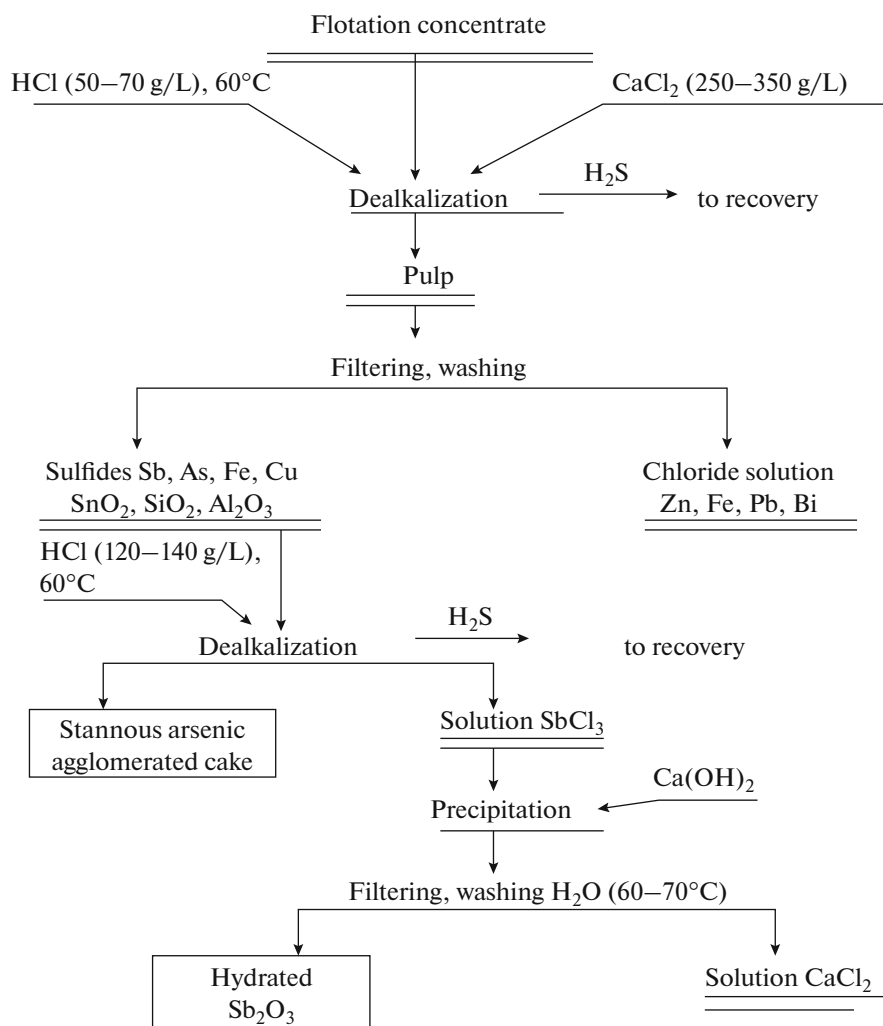 Flotation concentrate
HCl (50–70 g/L), 60°C
CaCl₂ (250–350 g/L)
Dealkalization
H₂S
to recovery
Pulp
Filtering, washing
Sulfides Sb, As, Fe, Cu
SnO₂, SiO₂, Al₂O₃
Chloride solution
Zn, Fe, Pb, Bi
HCl (120–140 g/L),
60°C
Dealkalization
H₂S
to recovery
Stannous arsenic
agglomerated cake
Solution SbCl₃
Ca(OH)₂
Precipitation
Filtering, washing H₂O (60–70°C)
Hydrated
Sb₂O₃
Solution CaCl₂